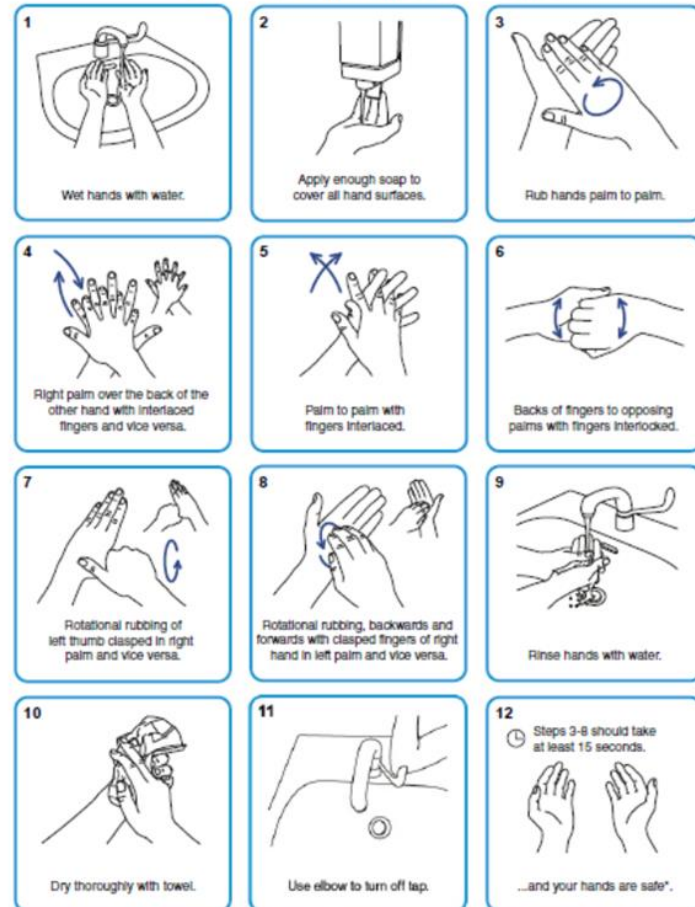 1
Wet hands with water.
2
Apply enough soap to
cover all hand surfaces.
3
Rub hands palm to palm.
4
Right palm over the back of the
other hand with interlaced
fingers and vice versa.
5
Palm to palm with
fingers interlaced.
6
Backs of fingers to opposing
palms with fingers interlocked.
7
Rotational rubbing of
left thumb clasped in right
palm and vice versa.
8
Rotational rubbing, backwards and
forwards with clasped fingers of right
hand in left palm and vice versa.
9
Rinse hands with water.
10
Dry thoroughly with towel.
11
Use elbow to turn off tap.
12
Steps 3-8 should take
at least 15 seconds.
...and your hands are safe*.